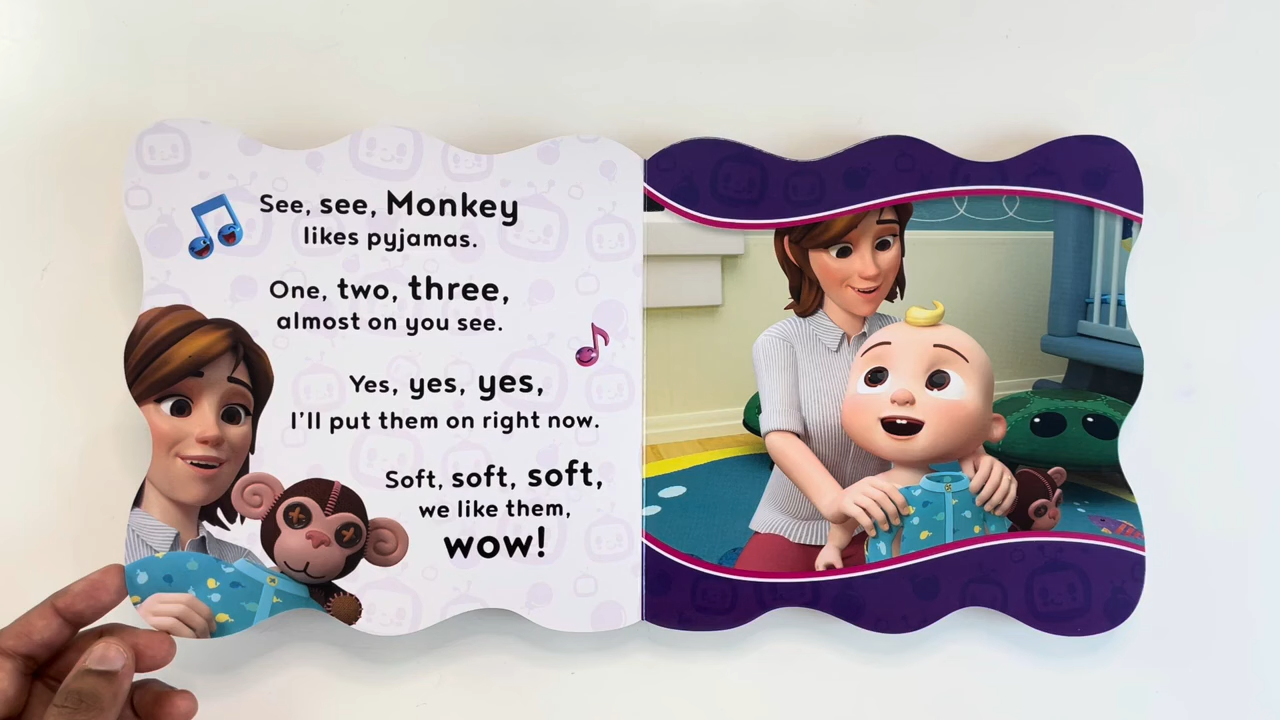 See, see, Monkey
likes pyjamas.
One, two, three,
almost on you see.
Yes, yes, yes,
I'll put them on right now.
Soft, soft, soft,
we like them,
wow!